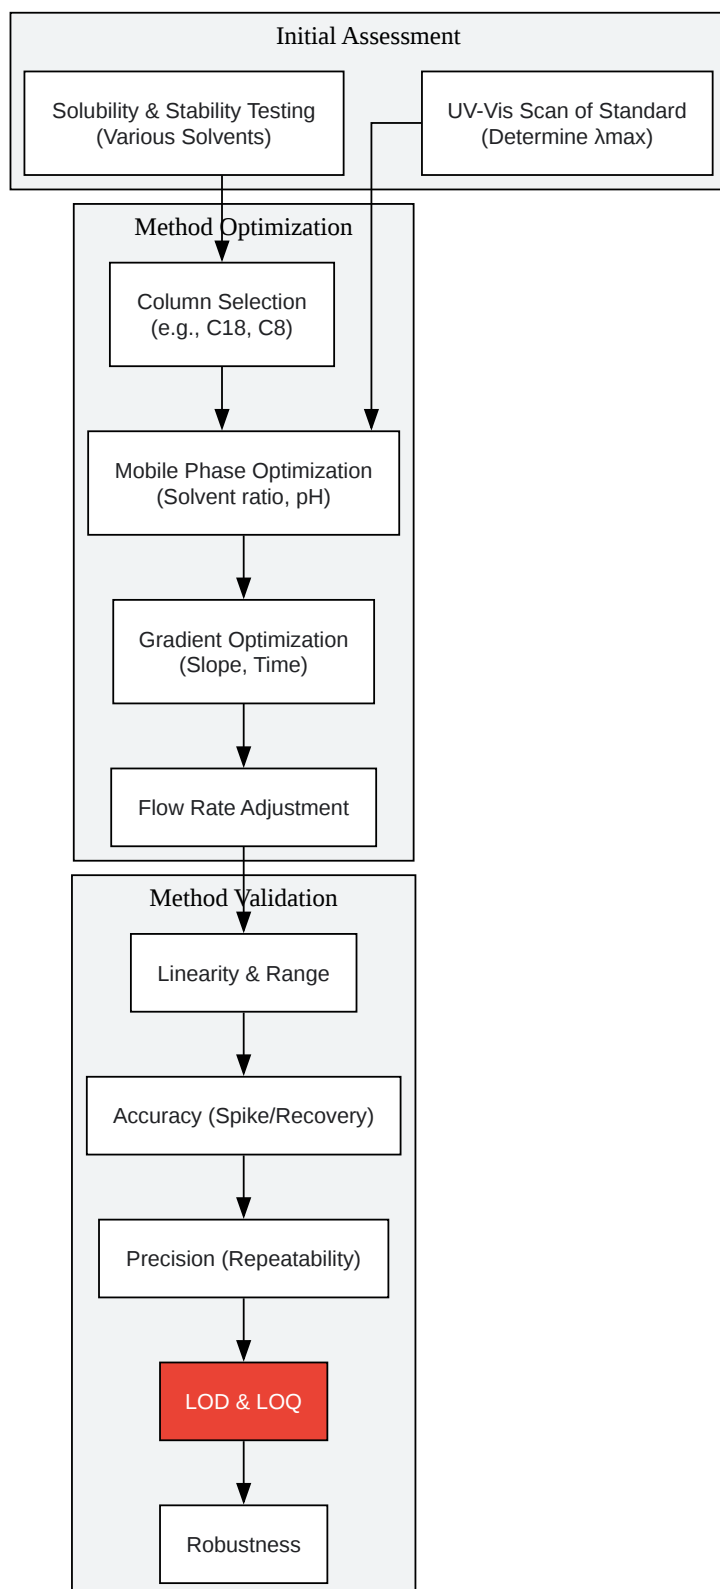 Initial Assessment
Solubility & Stability Testing
(Various Solvents)
UV-Vis Scan of Standard
(Determine λmax)
Method Optimization
Column Selection
(e.g., C18, C8)
Mobile Phase Optimization
(Solvent ratio, pH)
Gradient Optimization
(Slope, Time)
Flow Rate Adjustment
Method Validation
Linearity & Range
Accuracy (Spike/Recovery)
Precision (Repeatability)
LOD & LOQ
Robustness